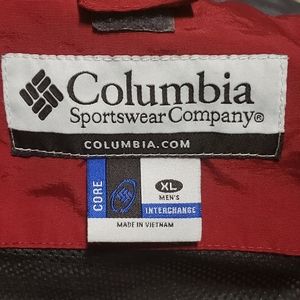 Columbia
Sportswear Company®
COLUMBIA.COM
CORE
XL
MEN'S
INTERCHANGE
MADE IN VIETNAM